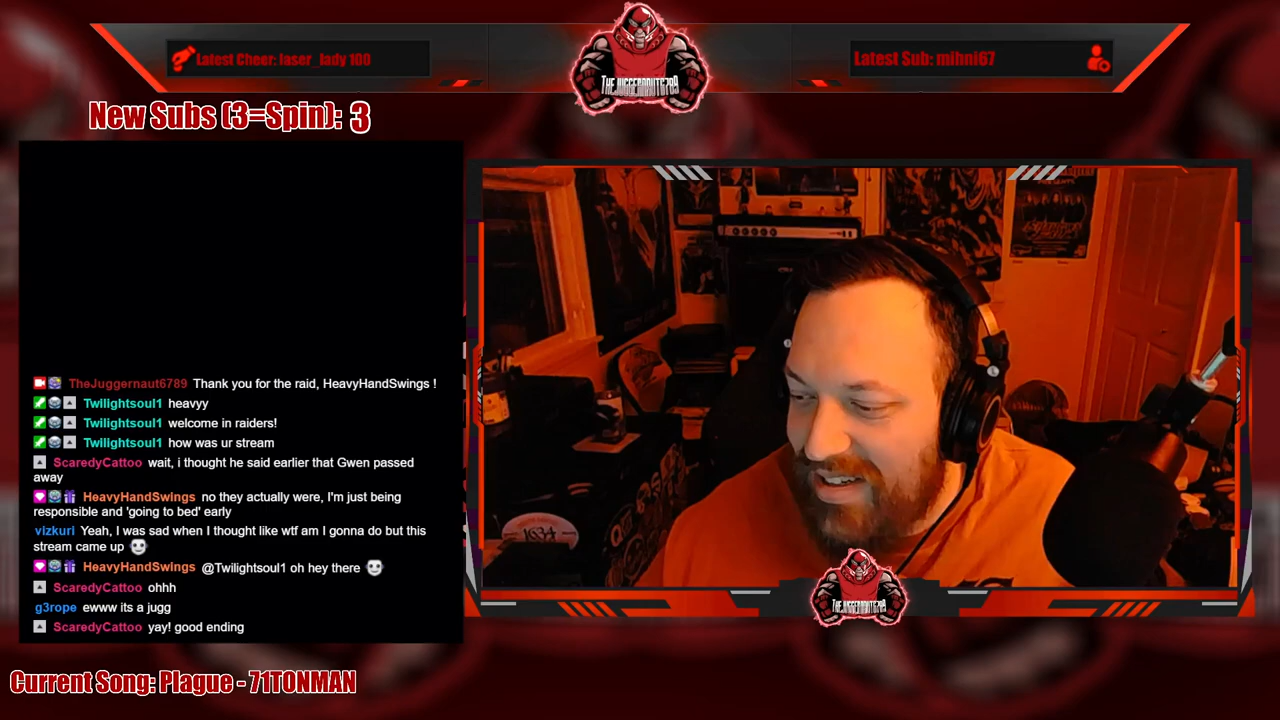 Latest Cheer: laser_lady 100
THEJUGGERNAUT6789
Latest Sub: mihni67
New Subs (3=Spin): 3
TheJuggernaut6789 Thank you for the raid, HeavyHandSwings !
Twilightsoul1 heavyy
Twilightsoul1 welcome in raiders!
Twilightsoul1 how was ur stream
ScaredyCattoo wait, i thought he said earlier that Gwen passed
away
HeavyHandSwings no they actually were, I'm just being
responsible and 'going to bed' early
vizkuri Yeah, I was sad when I thought like wtf am I gonna do but this
stream came up
HeavyHandSwings @Twilightsoul1 oh hey there
ScaredyCattoo ohhh
g3rope ewww its a jugg
ScaredyCattoo yay! good ending
1634
THEJUGGERNAUT6789
Current Song: Plague - 71TONMAN